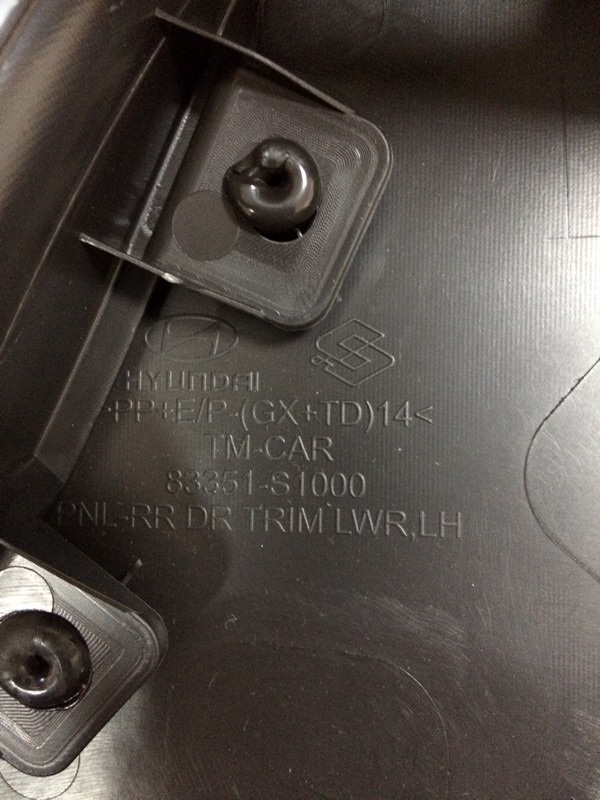 HYUNDAI
>PP+E/P-(GX+TD)14<
TM-CAR
83351-S1000
PNL-RR DR TRIM LWR,LH